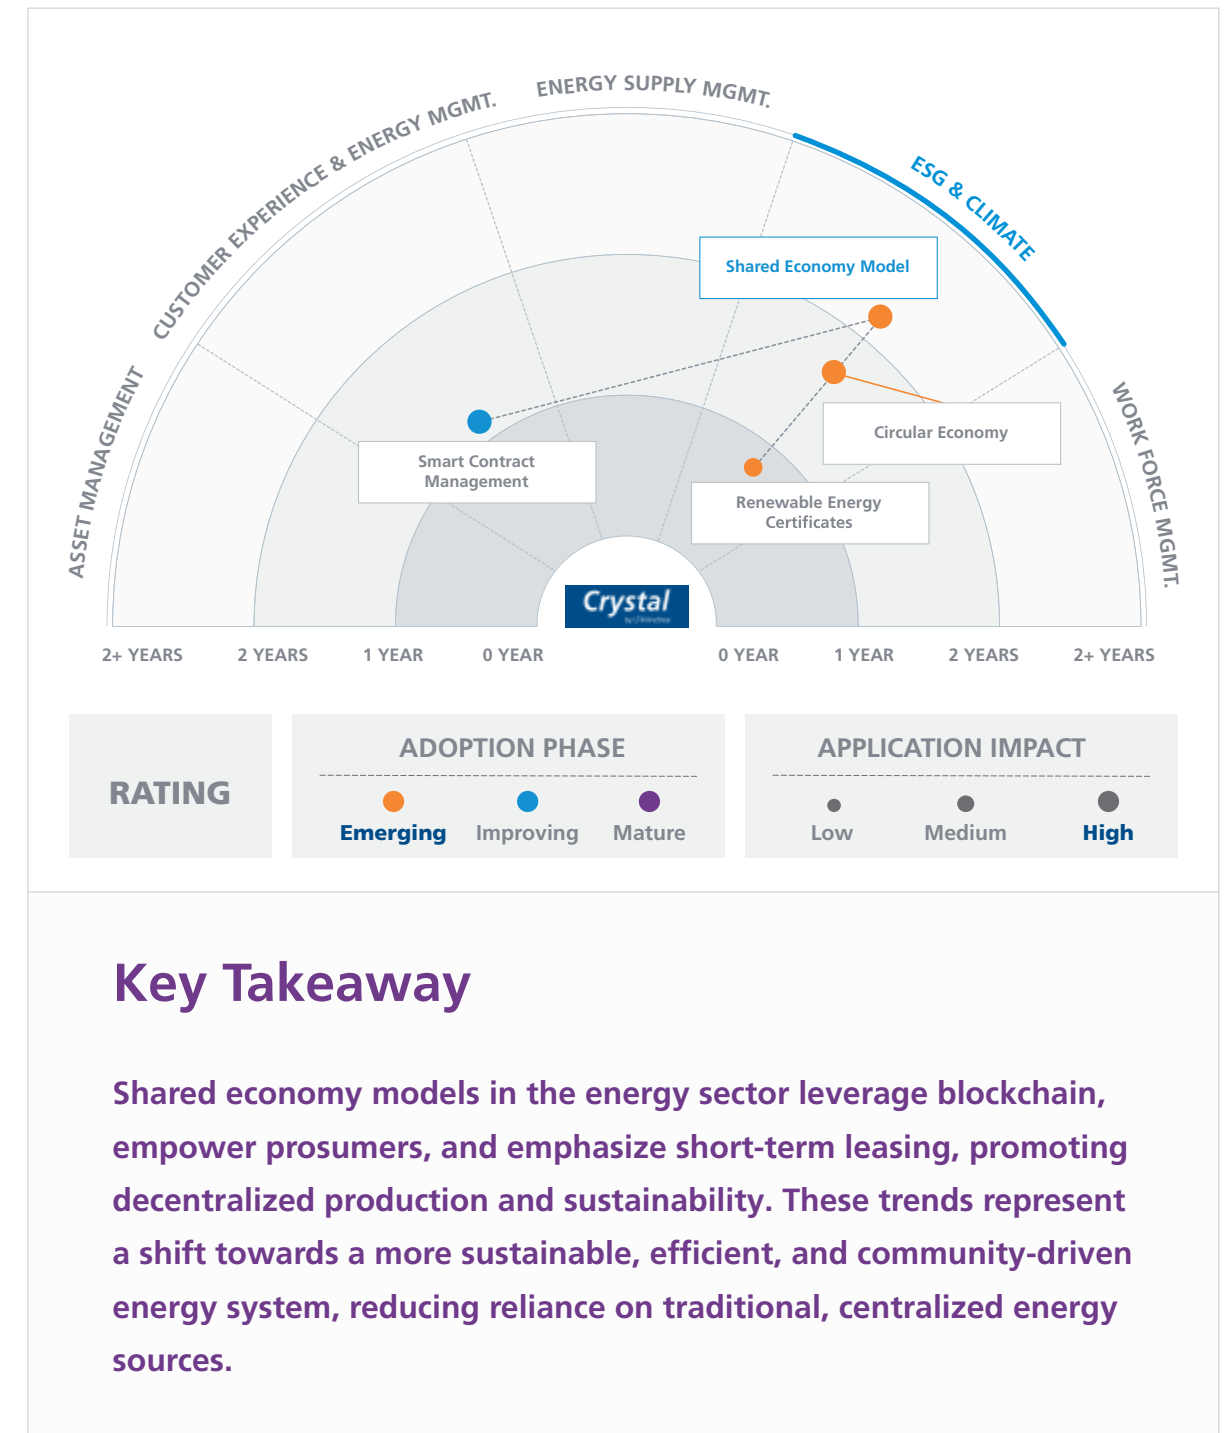 ENERGY SUPPLY MGMT.
CUSTOMER EXPERIENCE & ENERGY MGMT.
ESG & CLIMATE
ASSET MANAGEMENT
WORK FORCE MGMT.
Shared Economy Model
Circular Economy
Smart Contract
Management
Renewable Energy
Certificates
Crystal
2+ YEARS 2 YEARS 1 YEAR 0 YEAR 0 YEAR 1 YEAR 2 YEARS 2+ YEARS
RATING
ADOPTION PHASE
Emerging Improving Mature
APPLICATION IMPACT
Low Medium High
Key Takeaway
Shared economy models in the energy sector leverage blockchain,
empower prosumers, and emphasize short-term leasing, promoting
decentralized production and sustainability. These trends represent
a shift towards a more sustainable, efficient, and community-driven
energy system, reducing reliance on traditional, centralized energy
sources.